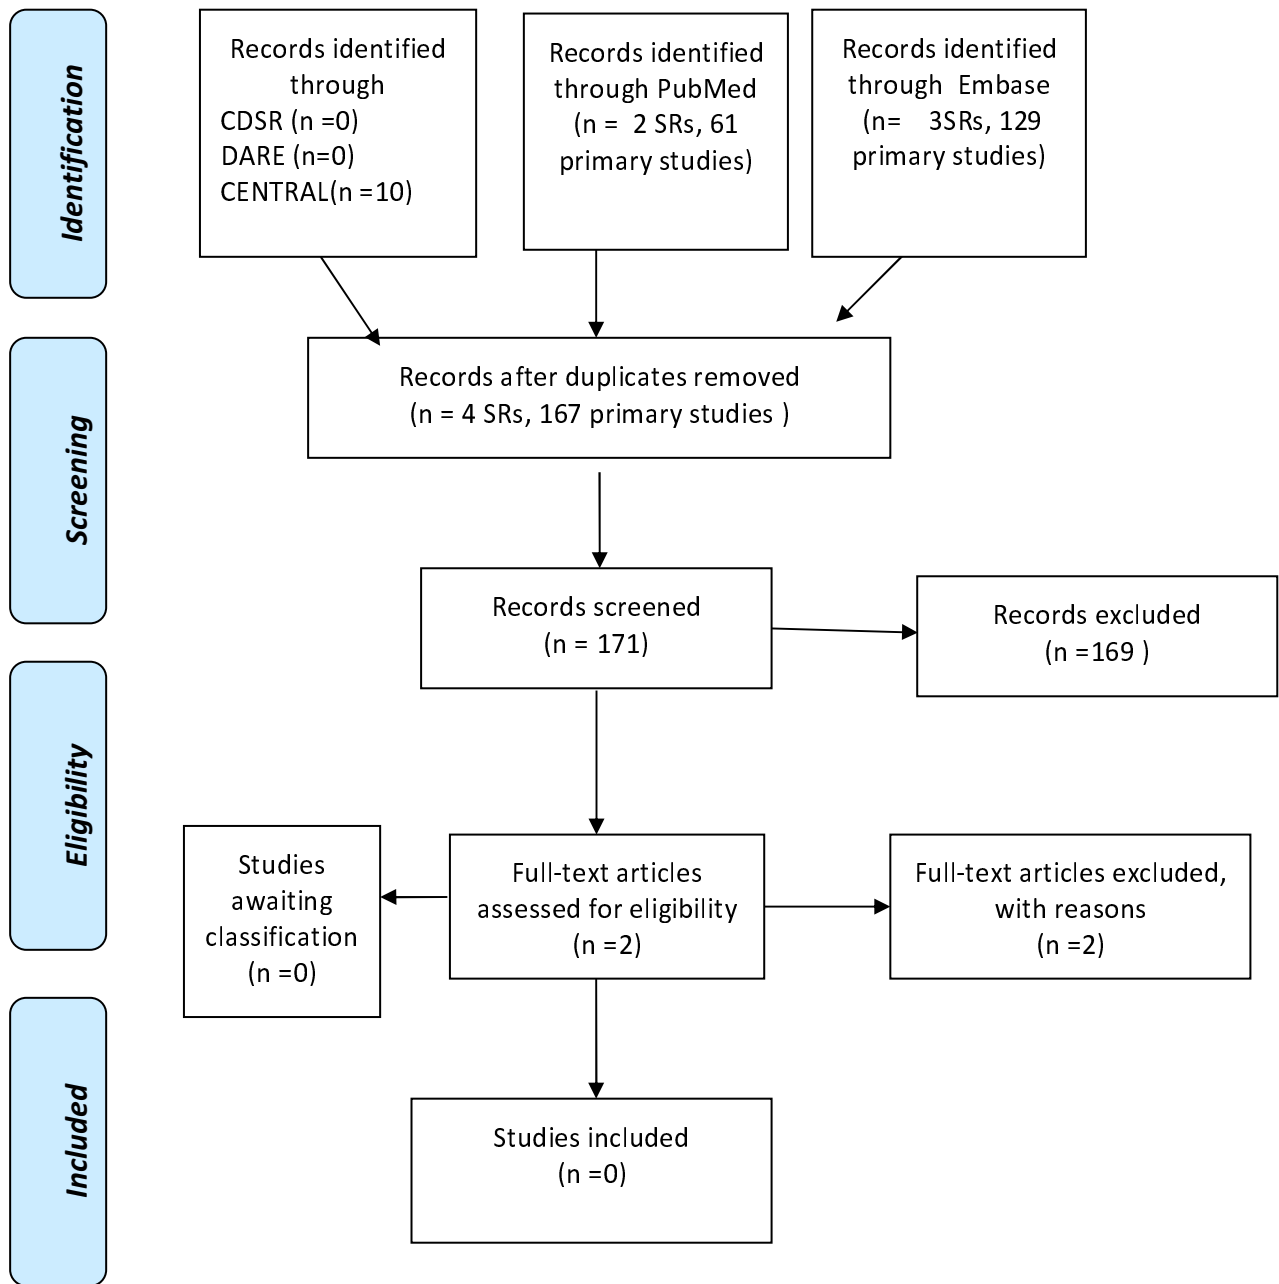 Identification
Records identified
through
CDSR (n =0)
DARE (n=0)
CENTRAL(n =10)
Records identified
through PubMed
(n = 2 SRs, 61
primary studies)
Records identified
through Embase
(n= 3SRs, 129
primary studies)
Screening
Records after duplicates removed
(n = 4 SRs, 167 primary studies )
Records screened
(n = 171)
Records excluded
(n =169 )
Eligibility
Studies
awaiting
classification
(n =0)
Full-text articles
assessed for eligibility
(n =2)
Full-text articles excluded,
with reasons
(n =2)
Included
Studies included
(n =0)